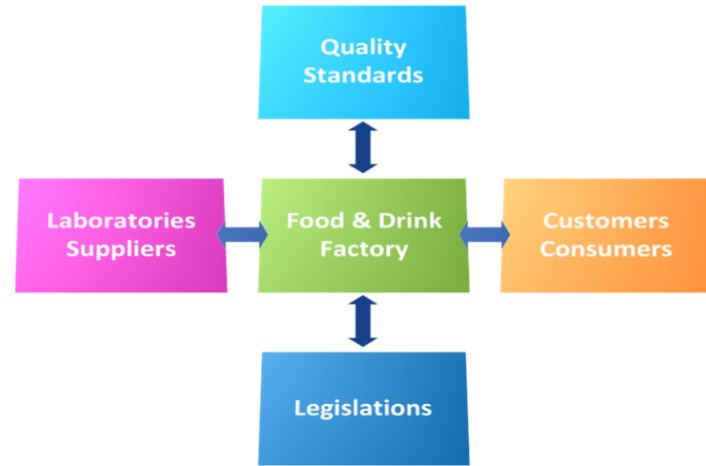 Quality
Standards
Laboratories
Suppliers
Food & Drink
Factory
Customers
Consumers
Legislations